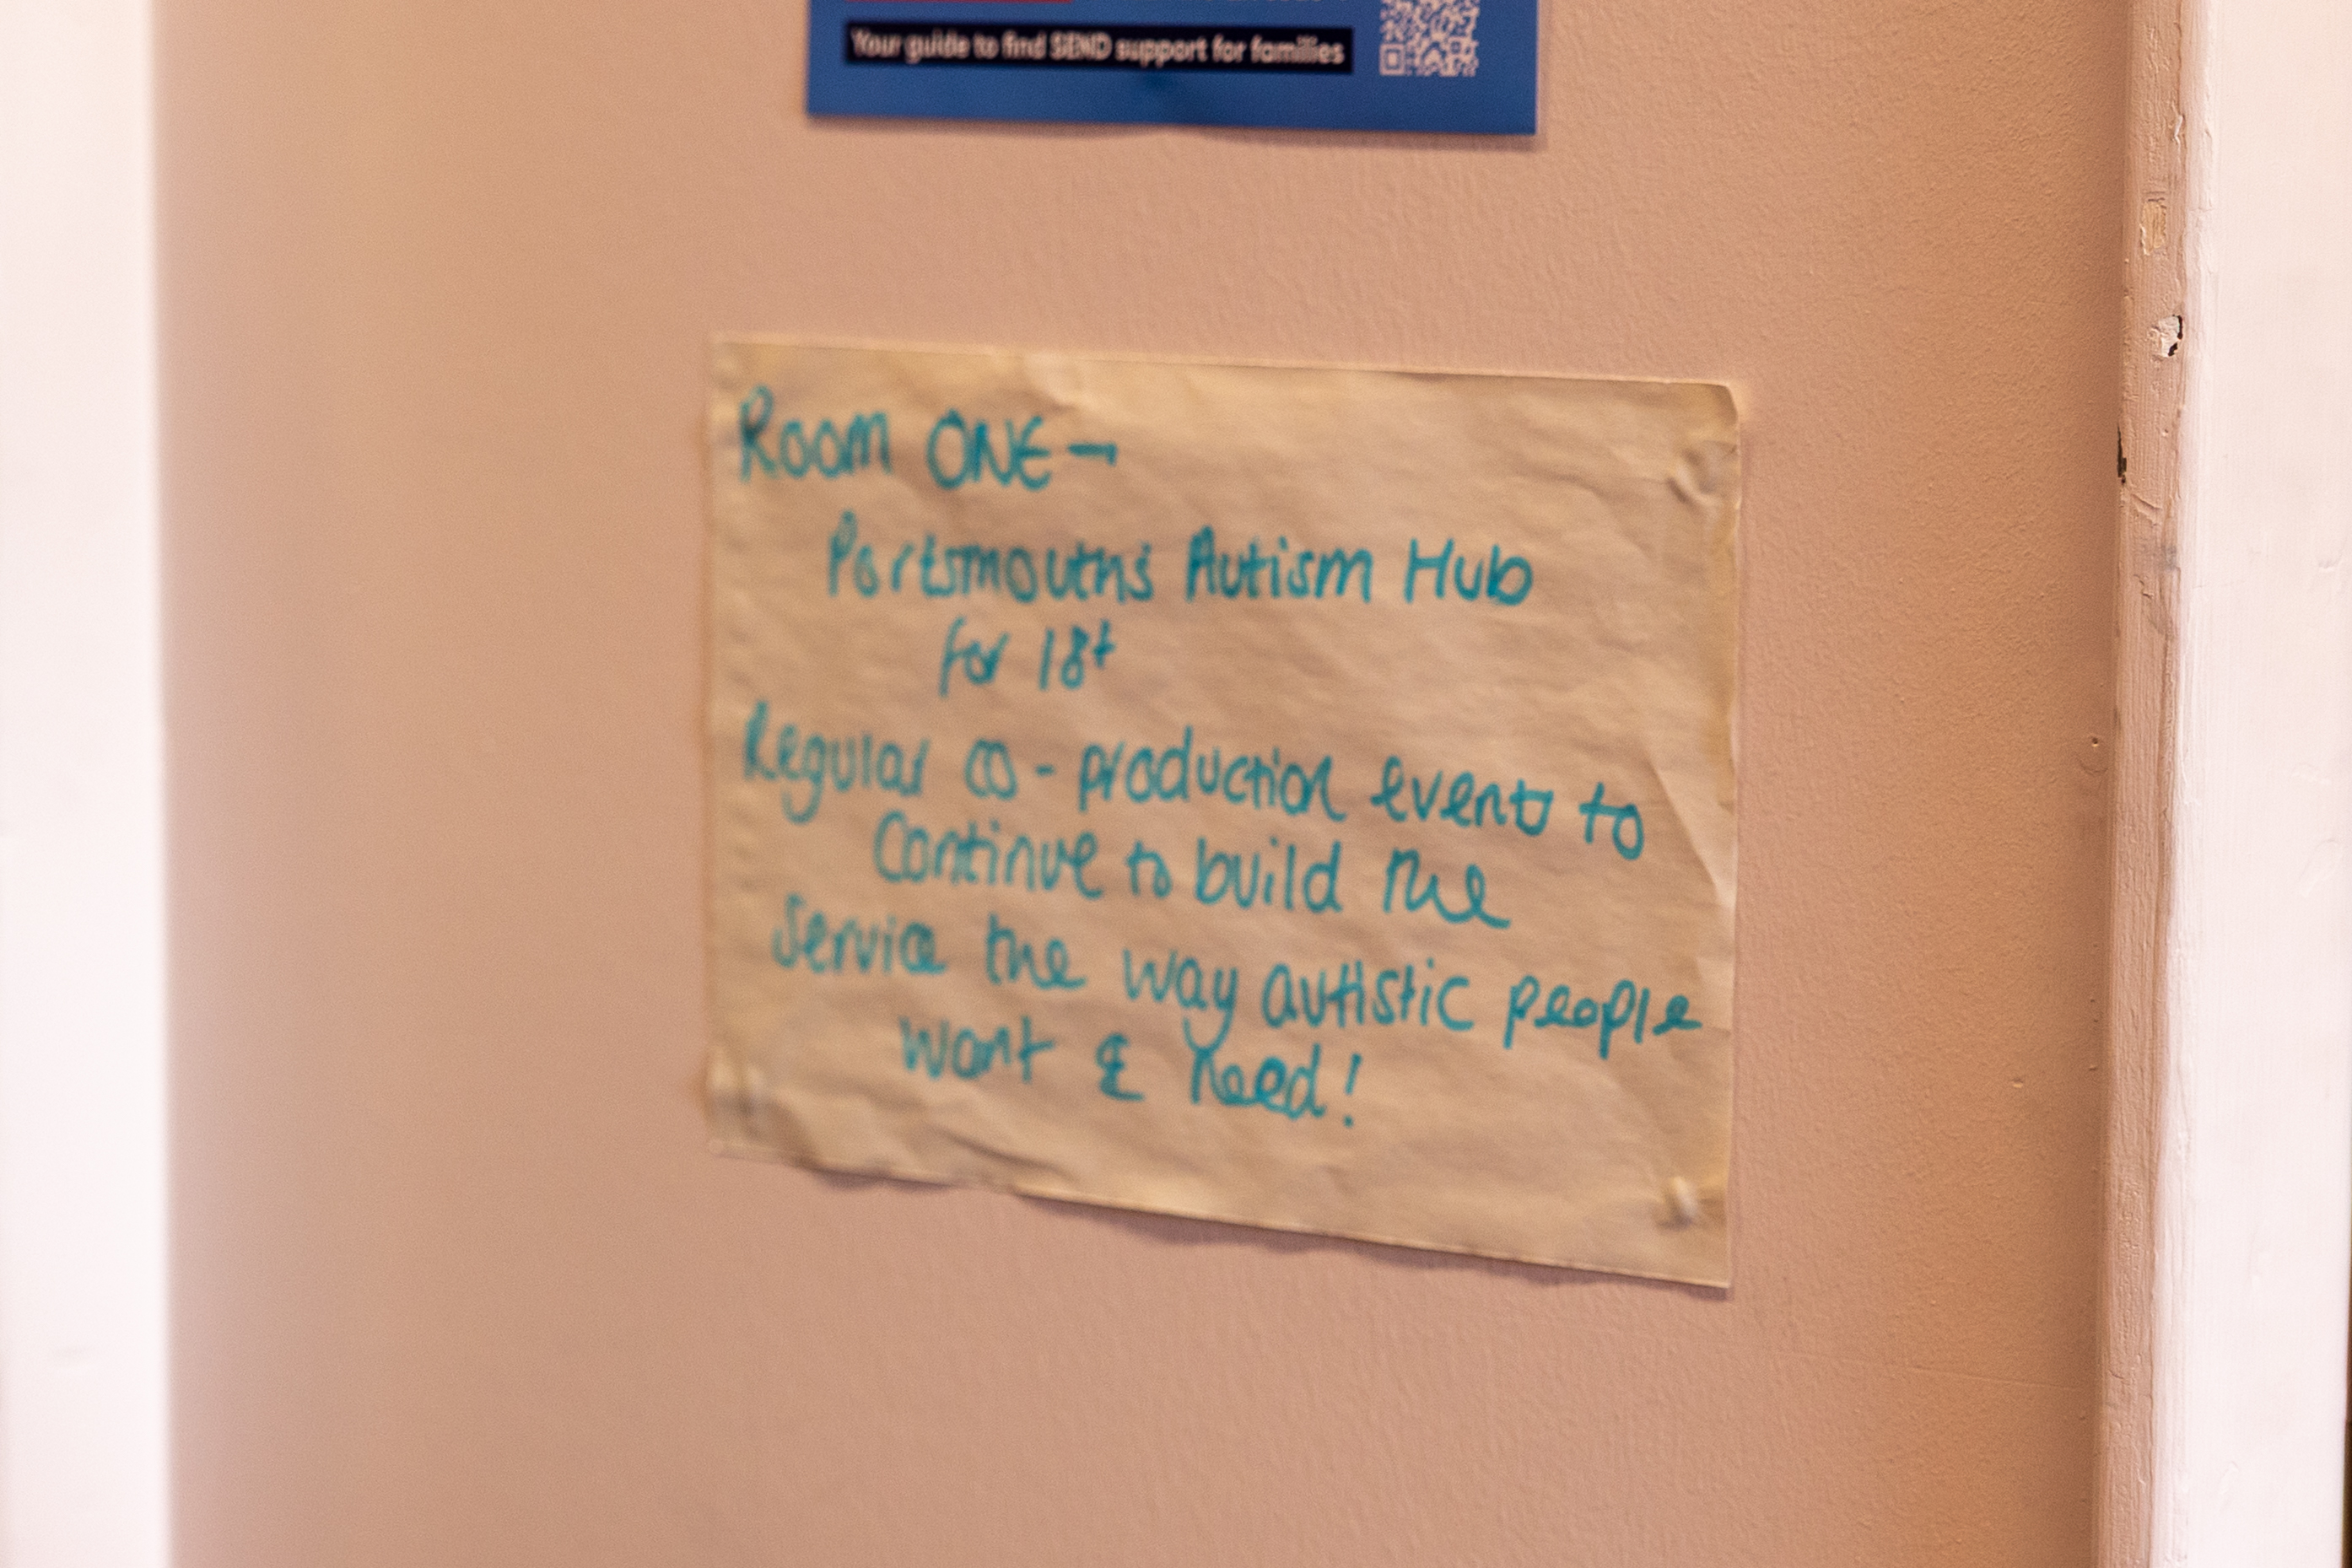 Your guide to find SEND support for families
Room ONE -
Portsmouth's Autism Hub
for 18+
Regular co-production events to
Continue to build the
Service the way autistic people
want & need!